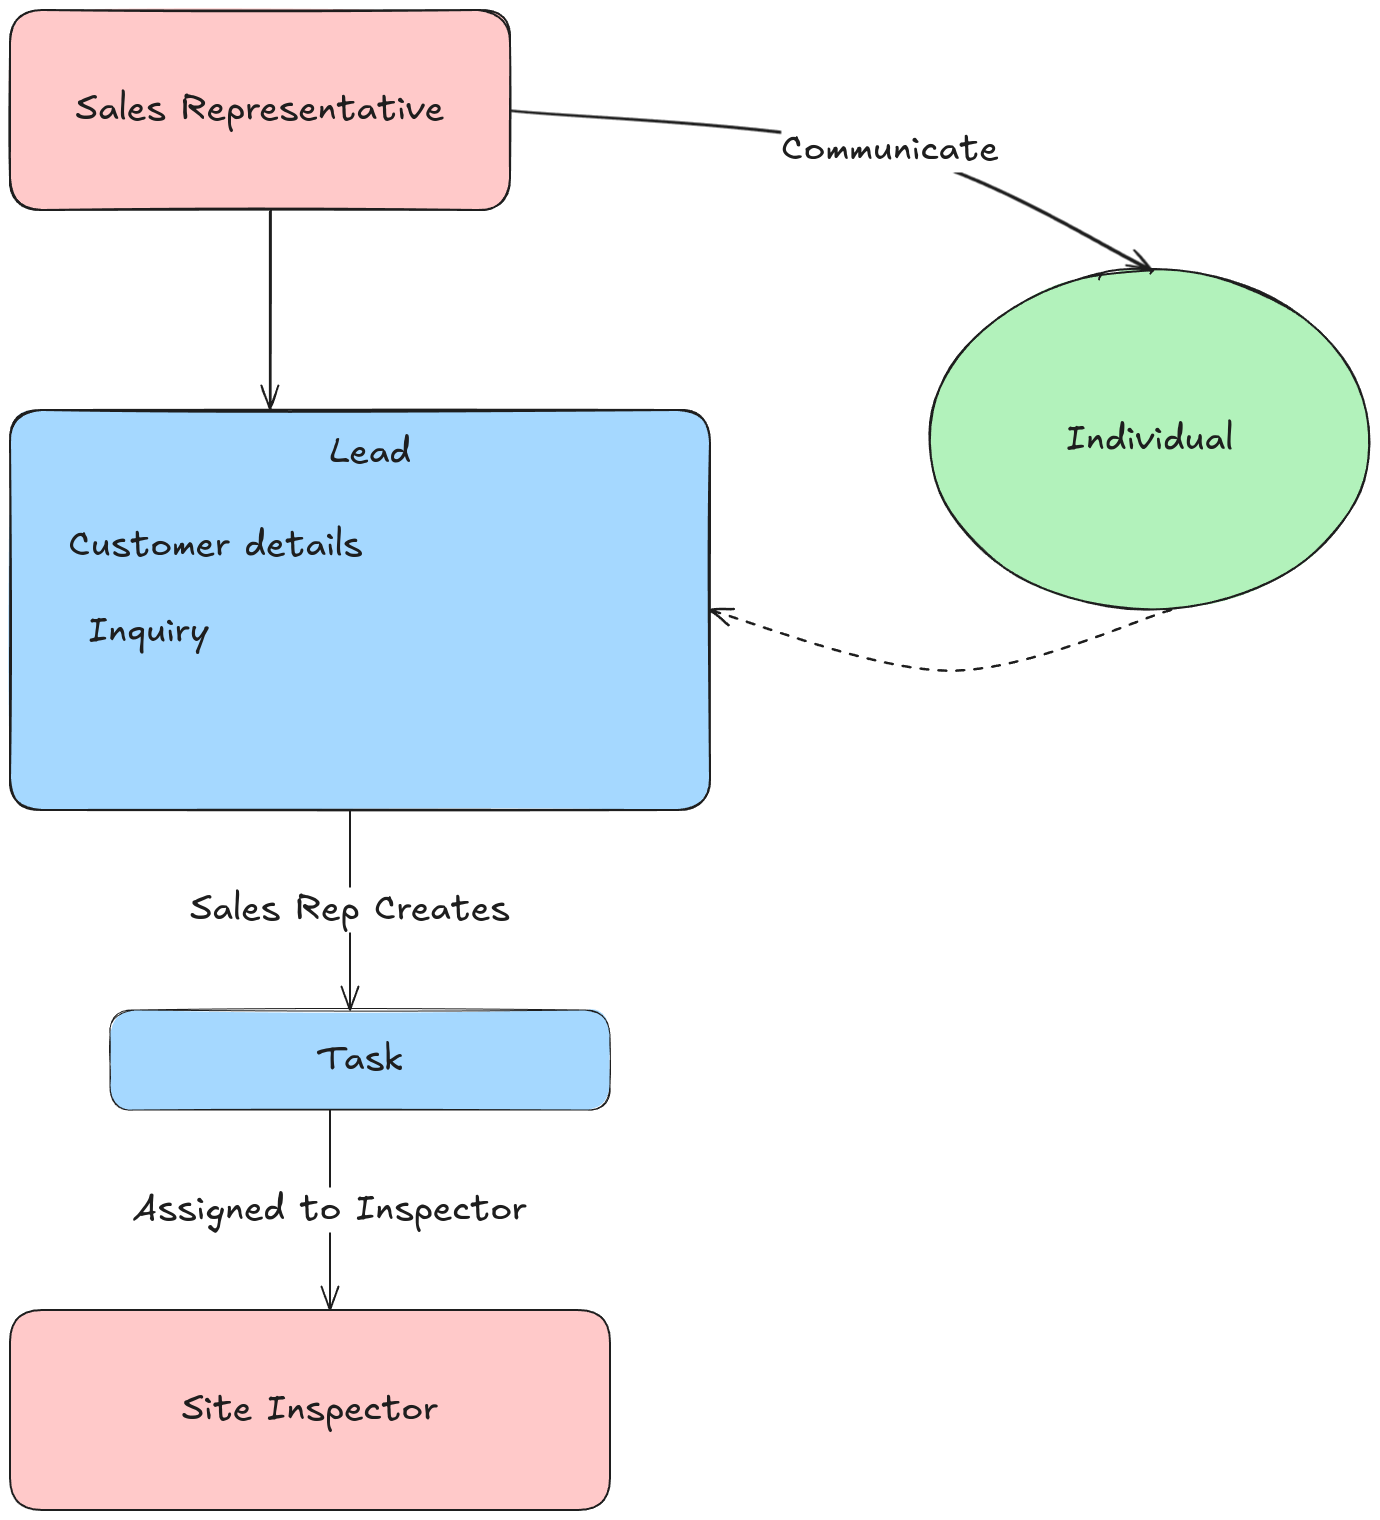 Sales Representative
Communicate
Individual
Lead
Customer details
Inquiry
Sales Rep Creates
Task
Assigned to Inspector
Site Inspector